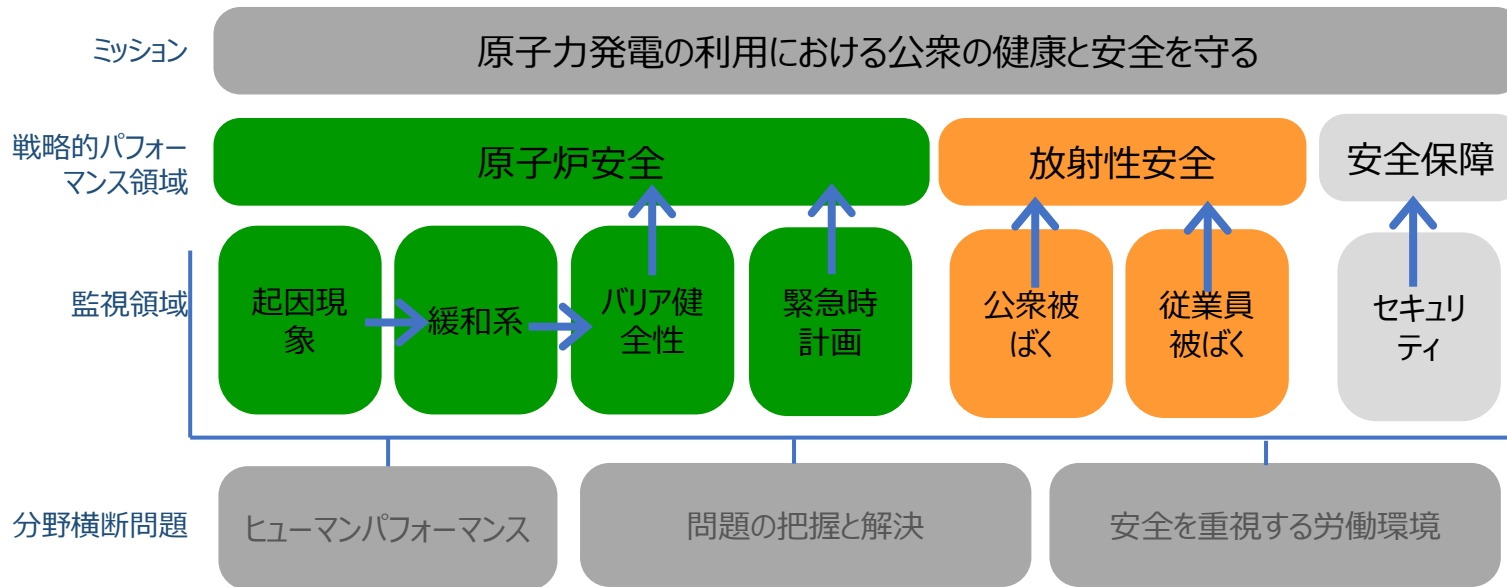 ミッション
原子力発電の利用における公衆の健康と安全を守る
戦略的パフォー
マンス領域
原子炉安全
放射性安全
安全保障
監視領域
起因現
象
緩和系
バリア健
全性
緊急時
計画
公衆被
ばく
従業員
被ばく
セキュリ
ティ
分野横断問題
ヒューマンパフォーマンス
問題の把握と解決
安全を重視する労働環境